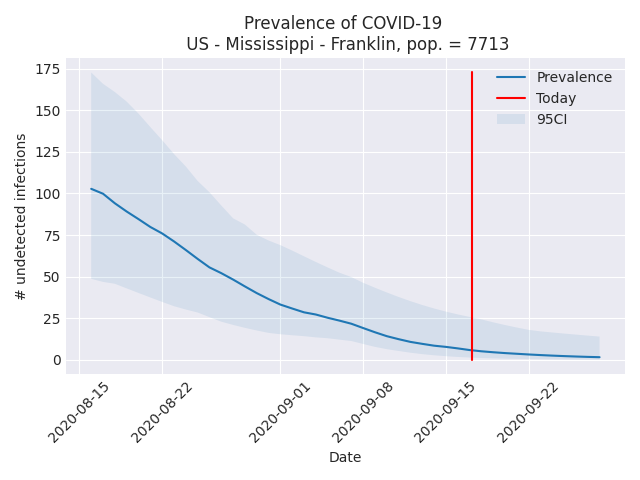 Prevalence of COVID-19
US - Mississippi - Franklin, pop. = 7713
# undetected infections
175
150
125
100
75
50
25
0
Prevalence
Today
95CI
2020-08-15
2020-08-22
2020-09-01
2020-09-08
2020-09-15
2020-09-22
Date